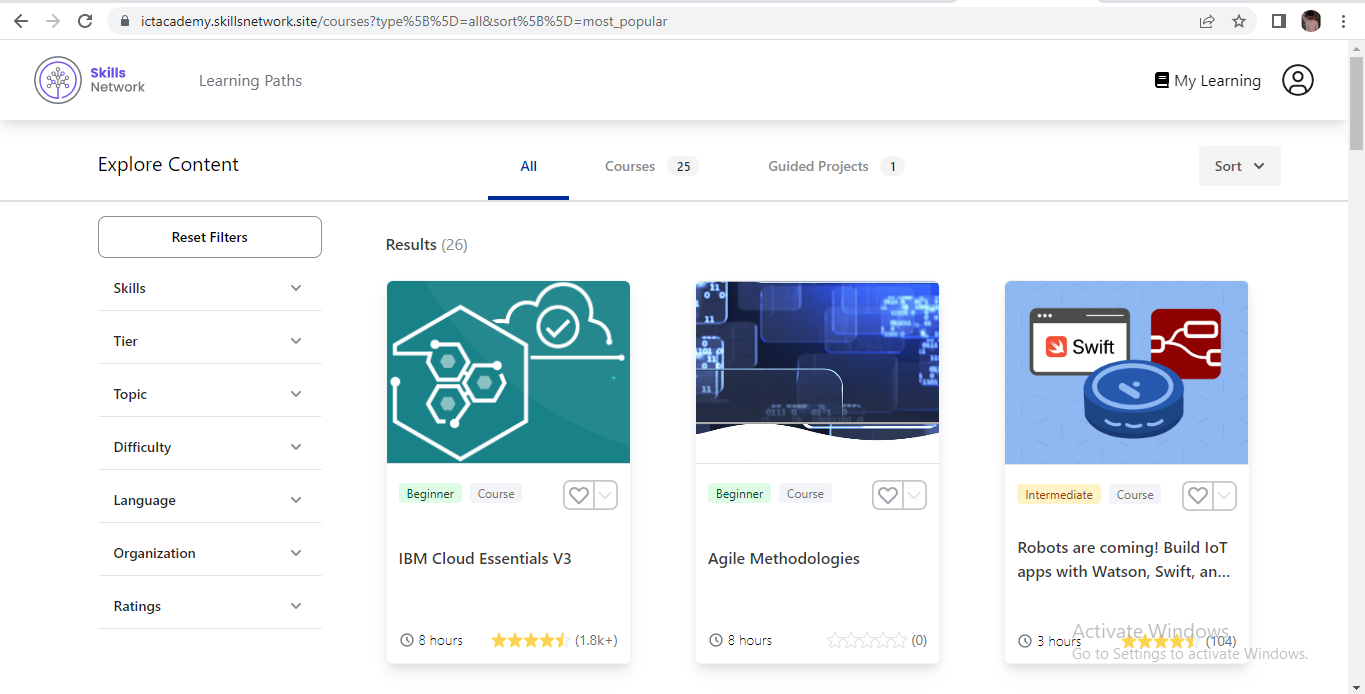 ictacademy.skillsnetwork.site/courses?type%5B%5D=all&sort%5B%5D=most_popular
Skills
Network
Learning Paths
My Learning
Explore Content
All
Courses 25
Guided Projects 1
Sort
Reset Filters
Skills
Tier
Topic
Difficulty
Language
Organization
Ratings
Results (26)
Beginner Course
IBM Cloud Essentials V3
8 hours (1.8k+)
Beginner Course
Agile Methodologies
8 hours (0)
Swift
Intermediate Course
Robots are coming! Build IoT
apps with Watson, Swift, an...
3 hours (104)
Activate Windows
Go to Settings to activate Windows.